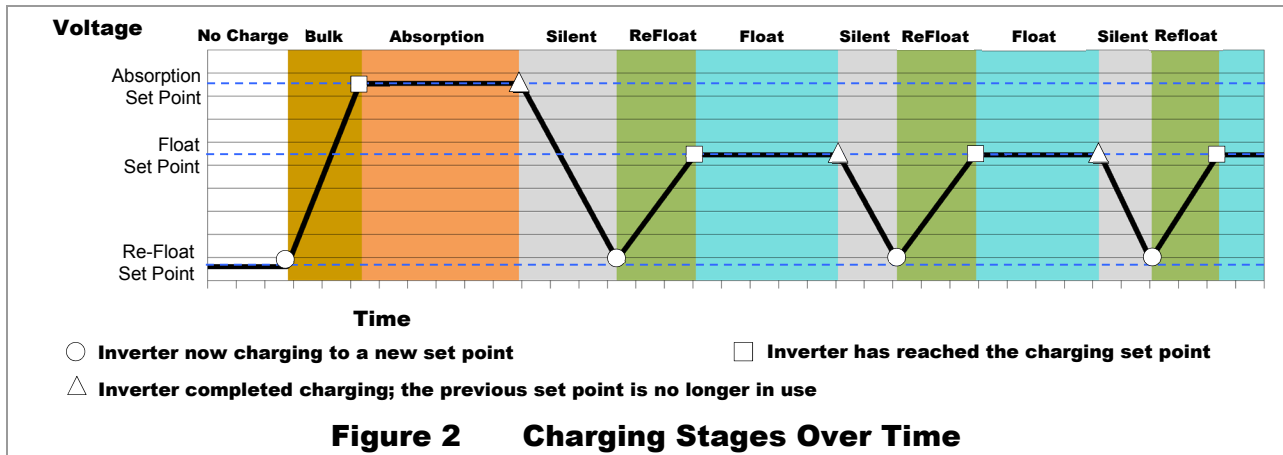 Voltage
No Charge Bulk Absorption Silent ReFloat Float Silent ReFloat Float Silent Refloat
Absorption
Set Point
Float
Set Point
Re-Float
Set Point
Time
Inverter now charging to a new set point
Inverter has reached the charging set point
Inverter completed charging; the previous set point is no longer in use
Figure 2 Charging Stages Over Time